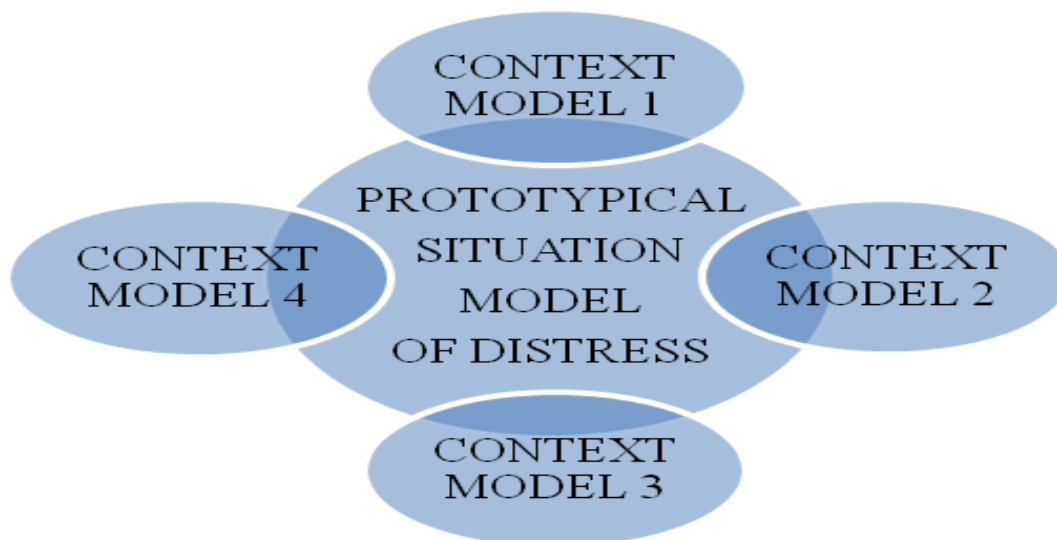 CONTEXT
MODEL 1
PROTOTYPICAL
SITUATION
MODEL
OF DISTRESS
CONTEXT
MODEL 4
CONTEXT
MODEL 2
CONTEXT
MODEL 3